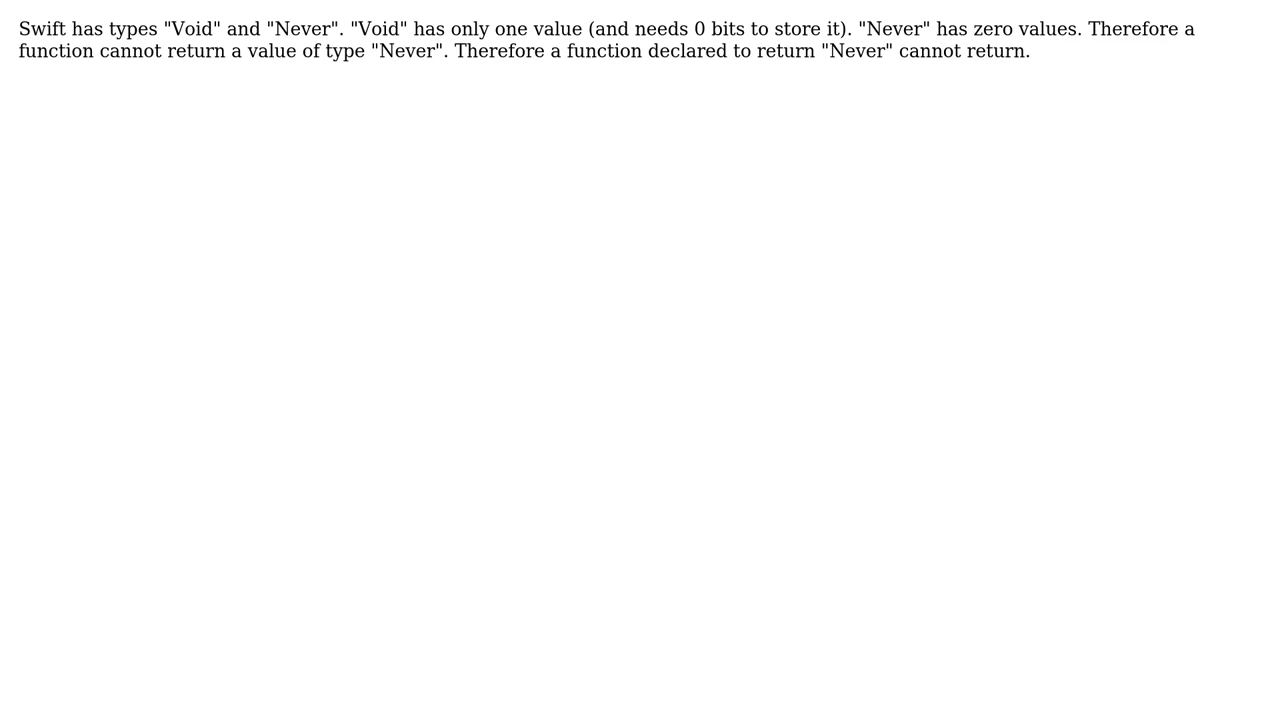 Swift has types "Void" and "Never". "Void" has only one value (and needs 0 bits to store it). "Never" has zero values. Therefore a
function cannot return a value of type "Never". Therefore a function declared to return "Never" cannot return.